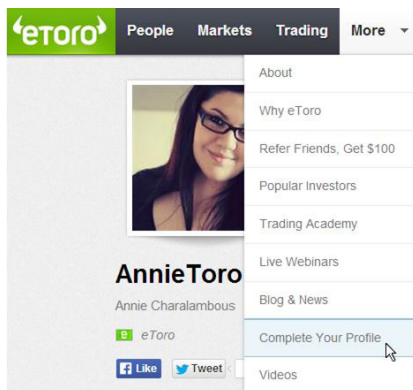 eToro
People Markets Trading More
About
Why eToro
Refer Friends, Get $100
Popular Investors
Trading Academy
Live Webinars
Blog & News
Complete Your Profile
Videos
AnnieToro
Annie Charalambous
e eToro
f Like Tweet